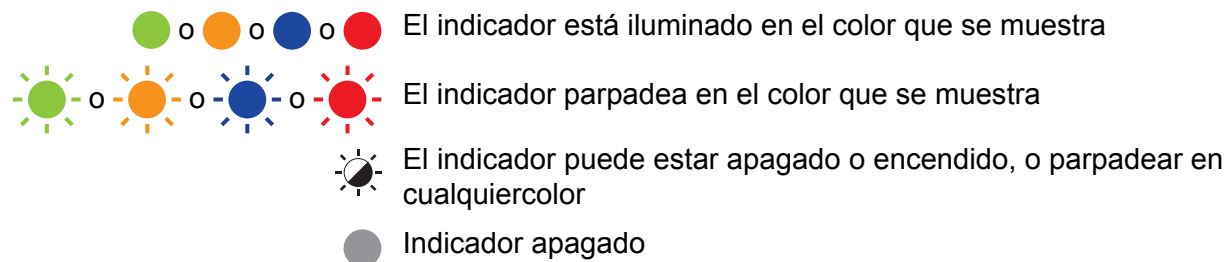 o o o El indicador está iluminado en el color que se muestra
o o o El indicador parpadea en el color que se muestra
El indicador puede estar apagado o encendido, o parpadear en
cualquiercolor
Indicador apagado